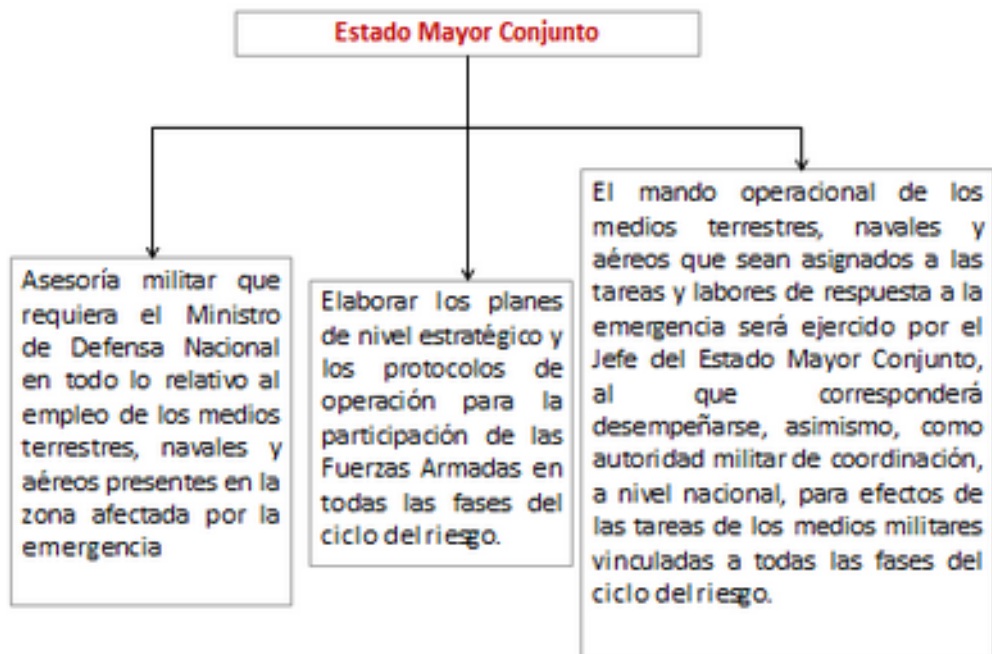 Estado Mayor Conjunto
Asesoría militar que
requiera el Ministro
de Defensa Nacional
en todo lo relativo al
empleo de los medios
terrestres, navales y
aéreos presentes en la
zona afectada por la
emergencia
Elaborar los planes
de nivel estratégico y
los protocolos de
operación para la
participación de las
Fuerzas Armadas en
todas las fases del
ciclo del riesgo.
El mando operacional de los
medios terrestres, navales y
aéreos que sean asignados a las
tareas y labores de respuesta a la
emergencia será ejercido por el
Jefe del Estado Mayor Conjunto,
al que corresponderá
desempeñarse, asimismo, como
autoridad militar de coordinación,
a nivel nacional, para efectos de
las tareas de los medios militares
vinculadas a todas las fases del
ciclo del riesgo.